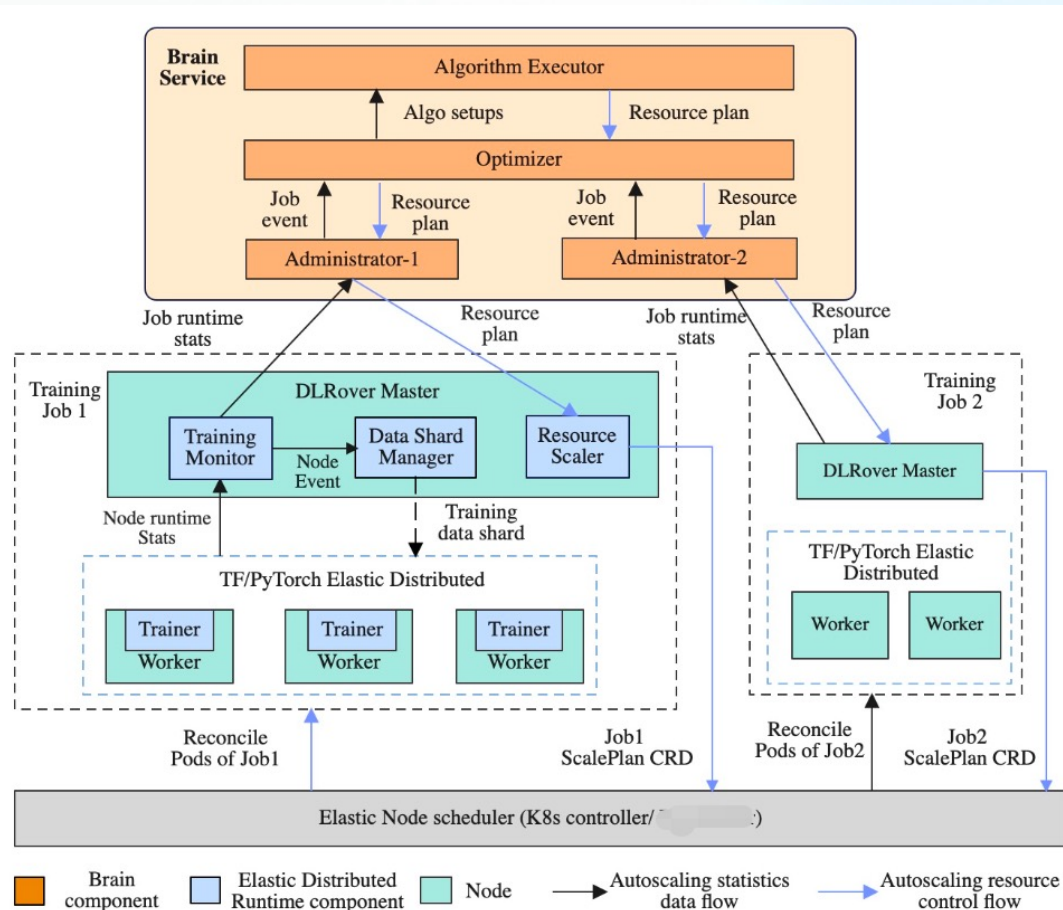 Brain
Service
Algorithm Executor
Algo setups
Resource plan
Optimizer
Job
event
Resource
plan
Job
event
Resource
plan
Administrator-1
Administrator-2
Job runtime
stats
Resource
plan
Job runtime
stats
Resource
plan
Training
Job 1
DLRover Master
Training
Monitor
Node
Event
Data Shard
Manager
Resource
Scaler
Node runtime
Stats
Training
data shard
TF/PyTorch Elastic Distributed
Trainer
Worker
Trainer
Worker
Trainer
Worker
Training
Job 2
DLRover Master
TF/PyTorch Elastic
Distributed
Worker
Worker
Reconcile
Pods of Job1
Job1
ScalePlan CRD
Reconcile
Pods of Job2
Job2
ScalePlan CRD
Elastic Node scheduler (K8s controller/ )
Brain
component
Elastic Distributed
Runtime component
Node
Autoscaling statistics
data flow
Autoscaling resource
control flow